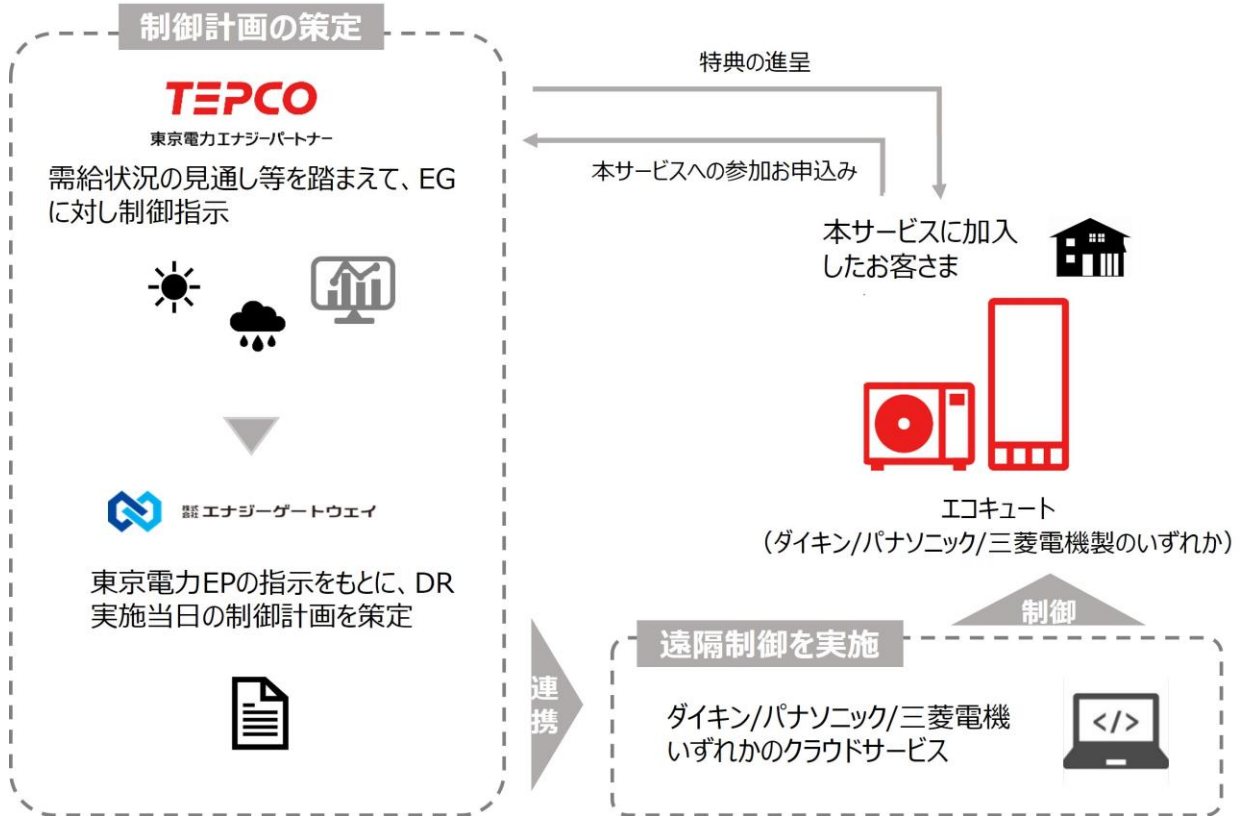 制御計画の策定
TEPCO
東京電力エナジーパートナー
需給状況の見通し等を踏まえて、EG
に対し制御指示
株式会社エナジーゲートウェイ
東京電力EPの指示をもとに、DR
実施当日の制御計画を策定
特典の進呈
本サービスへの参加お申込み
本サービスに加入
したお客さま
エコキュート
（ダイキン/パナソニック/三菱電機製のいずれか）
制御
連携
遠隔制御を実施
ダイキン/パナソニック/三菱電機
いずれかのクラウドサービス
</>